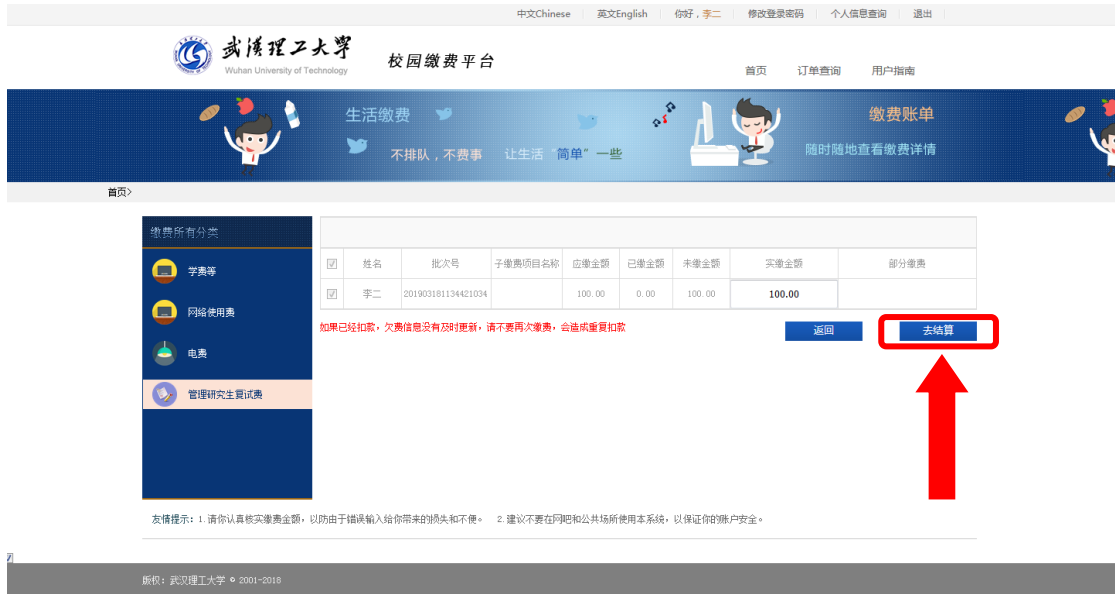 中文Chinese 英文English 你好，李二 修改登录密码 个人信息查询 退出
武汉理工大学
Wuhan University of Technology
校园缴费平台
首页 订单查询 用户指南
生活缴费
不排队，不费事 让生活“简单”一些
缴费账单
随时随地查看缴费详情
首页>
缴费所有分类
学费等
网络使用费
电费
管理研究生复试费
姓名 批次号 子缴费项目名称 应缴金额 已缴金额 未缴金额 实缴金额 部分缴费
李二 201903181134421034 100.00 0.00 100.00 100.00
如果已经扣款，欠费信息没有及时更新，请不要再次缴费，会造成重复扣款
返回 去结算
友情提示：1.请你认真核实缴费金额，以防由于错误输入给你带来的损失和不便。 2.建议不要在网吧和公共场所使用本系统，以保证你的账户安全。
版权：武汉理工大学 © 2001-2018